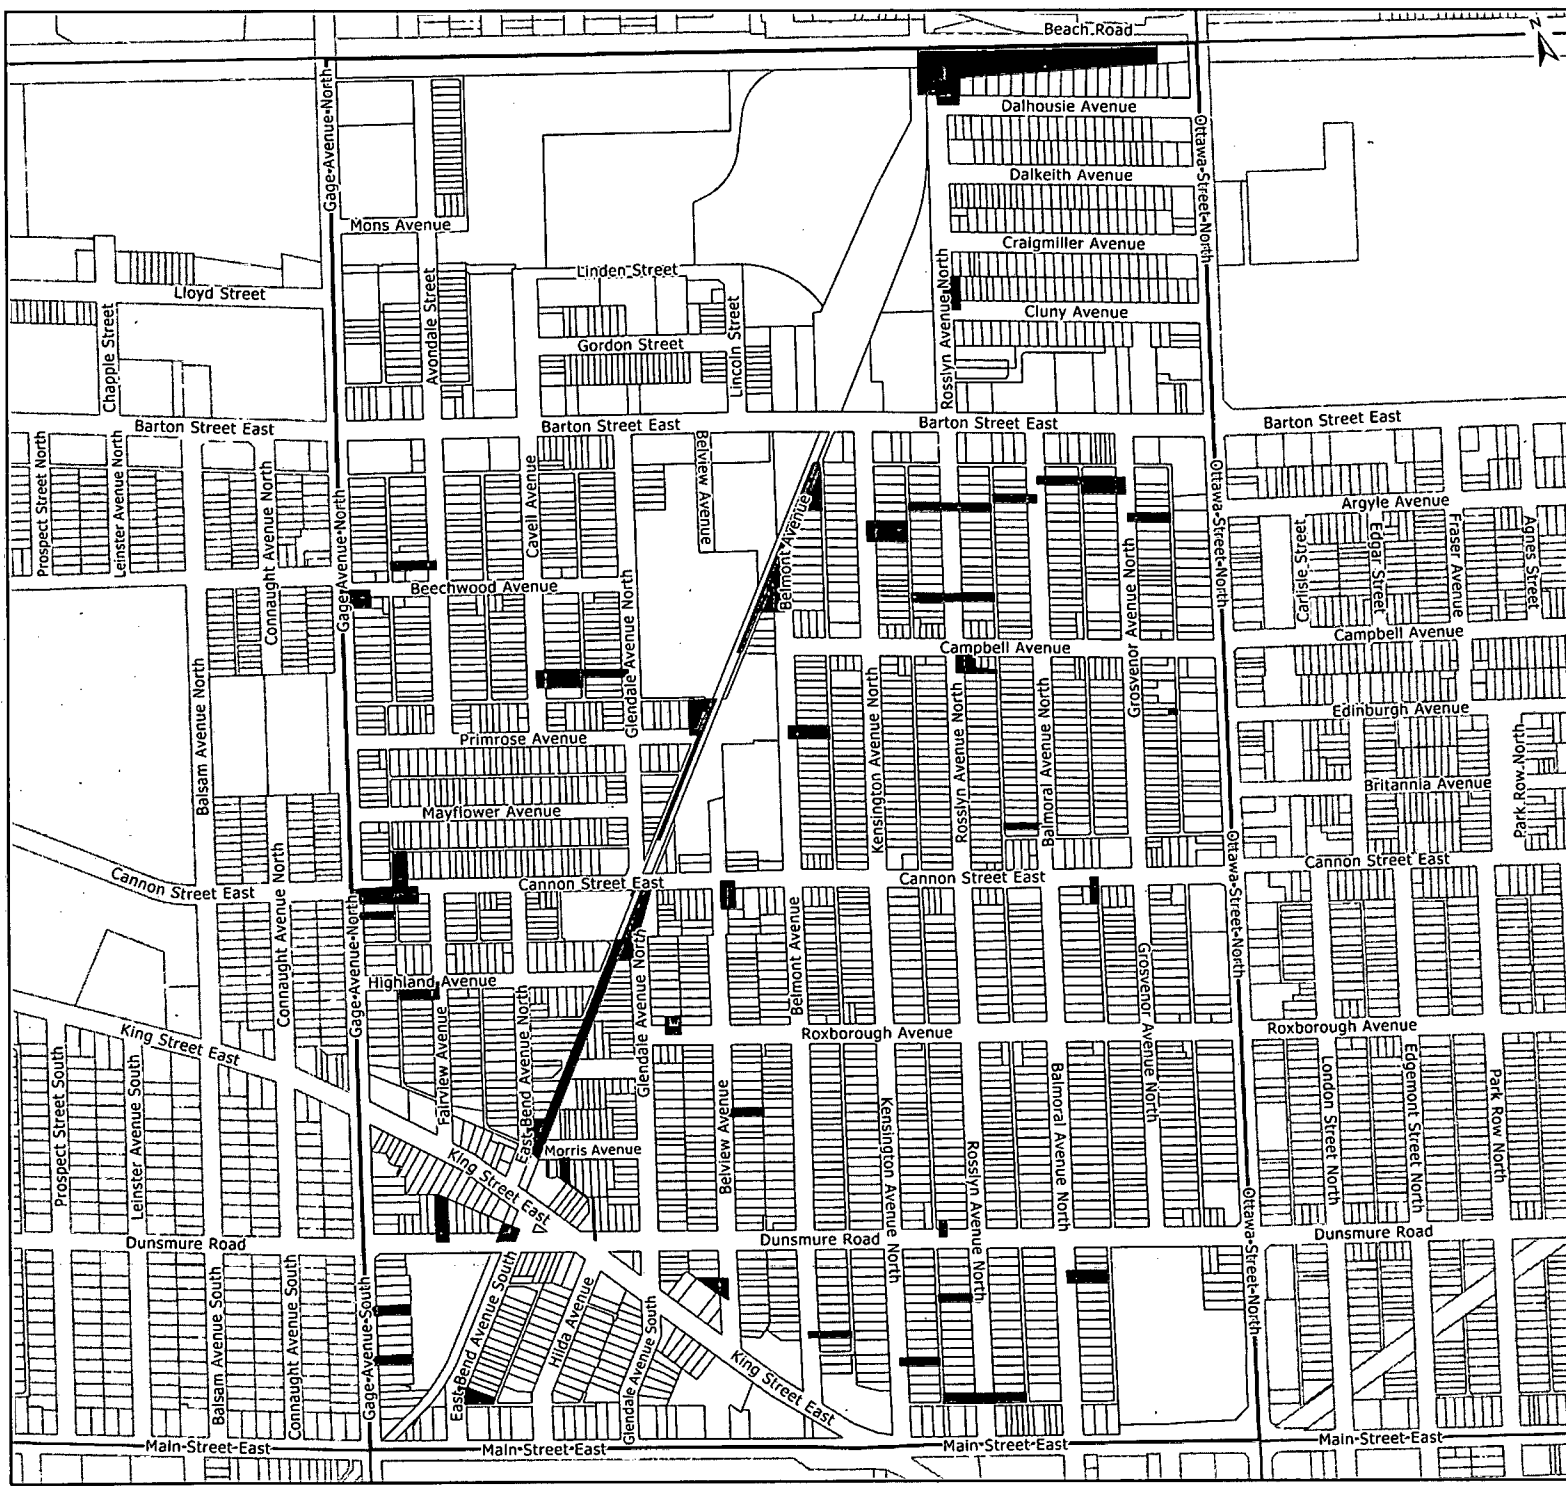 Beach Road
N
Gage Avenue North
Dalhousie Avenue
Ottawa Street North
Dalkeith Avenue
Mons Avenue
Craigmiller Avenue
Linden Street
Lloyd Street
Avondale Street
Rosslyn Avenue North
Cluny Avenue
Chapple Street
Gordon Street
Lincoln Street
Barton Street East
Barton Street East
Barton Street East
Barton Street East
Prospect Street North
Leinster Avenue North
Connaught Avenue North
Gage Avenue North
Cavell Avenue
Belview Avenue
Belmont Avenue
Ottawa Street North
Argyle Avenue
Carlisle Street
Edgar Street
Fraser Avenue
Agnes Street
Beechwood Avenue
Glendale Avenue North
Grosvenor Avenue North
Campbell Avenue
Campbell Avenue
Balsam Avenue North
Kensington Avenue North
Rosslyn Avenue North
Balmoral Avenue North
Edinburgh Avenue
Primrose Avenue
Park Row North
Britannia Avenue
Mayflower Avenue
Cannon Street East
Cannon Street East
Cannon Street East
Cannon Street East
Connaught Avenue North
Gage Avenue North
Belmont Avenue
Ottawa Street North
Glendale Avenue North
Grosvenor Avenue North
Highland Avenue
East Bend Avenue North
Fairview Avenue
King Street East
Roxborough Avenue
Roxborough Avenue
Prospect Street South
Leinster Avenue South
Belview Avenue
Kensington Avenue North
Rosslyn Avenue North
Balmoral Avenue North
London Street North
Edgemont Street North
Park Row North
Morris Avenue
King Street East
Dunsmure Road
Dunsmure Road
Dunsmure Road
Ottawa Street North
Balsam Avenue South
Connaught Avenue South
Gage Avenue South
East Bend Avenue South
Hilda Avenue
Glendale Avenue South
King Street East
Main Street East
Main Street East
Main Street East
Main Street East